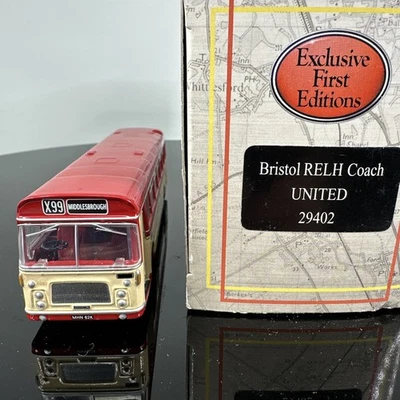 Exclusive
First
Editions
Bristol RELH Coach
UNITED
29402
X99 MIDDLESBROUGH
Whittlesford